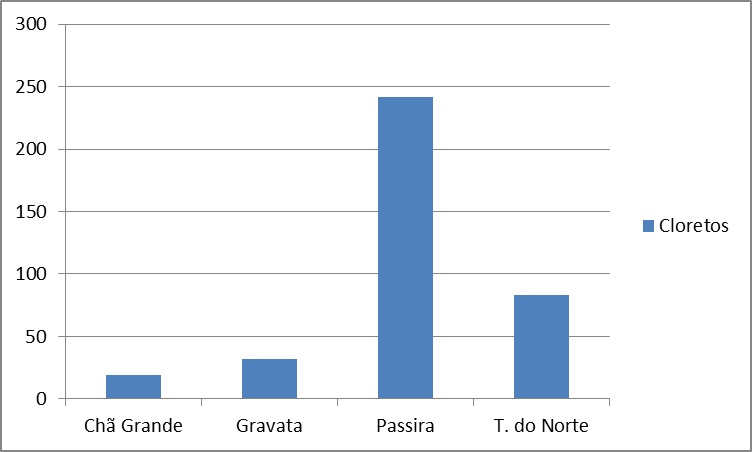 300
250
200
150
100
50
0
Chã Grande
Gravata
Passira
T. do Norte
Cloretos